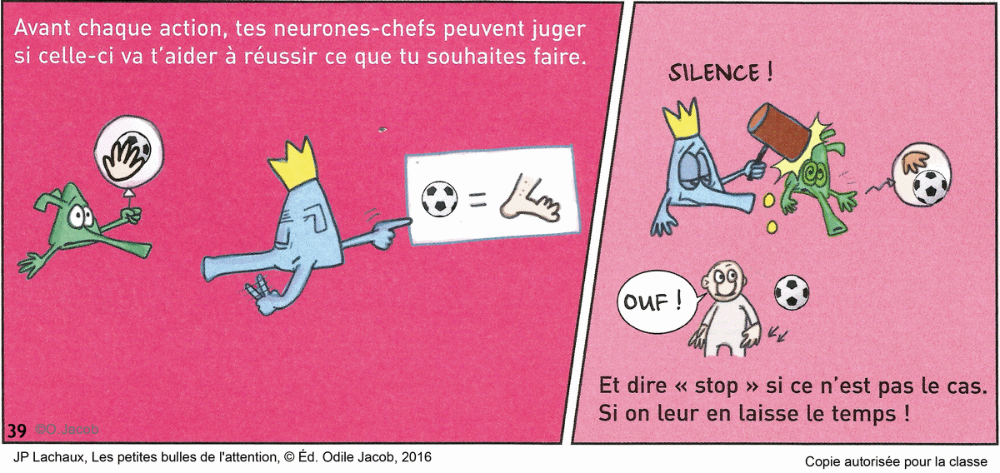 Avant chaque action, tes neurones-chefs peuvent juger
si celle-ci va t'aider à réussir ce que tu souhaites faire.
=
SILENCE !
OUF !
Et dire « stop » si ce n'est pas le cas.
Si on leur en laisse le temps !
39 ©O.Jacob
JP Lachaux, Les petites bulles de l'attention, © Éd. Odile Jacob, 2016
Copie autorisée pour la classe